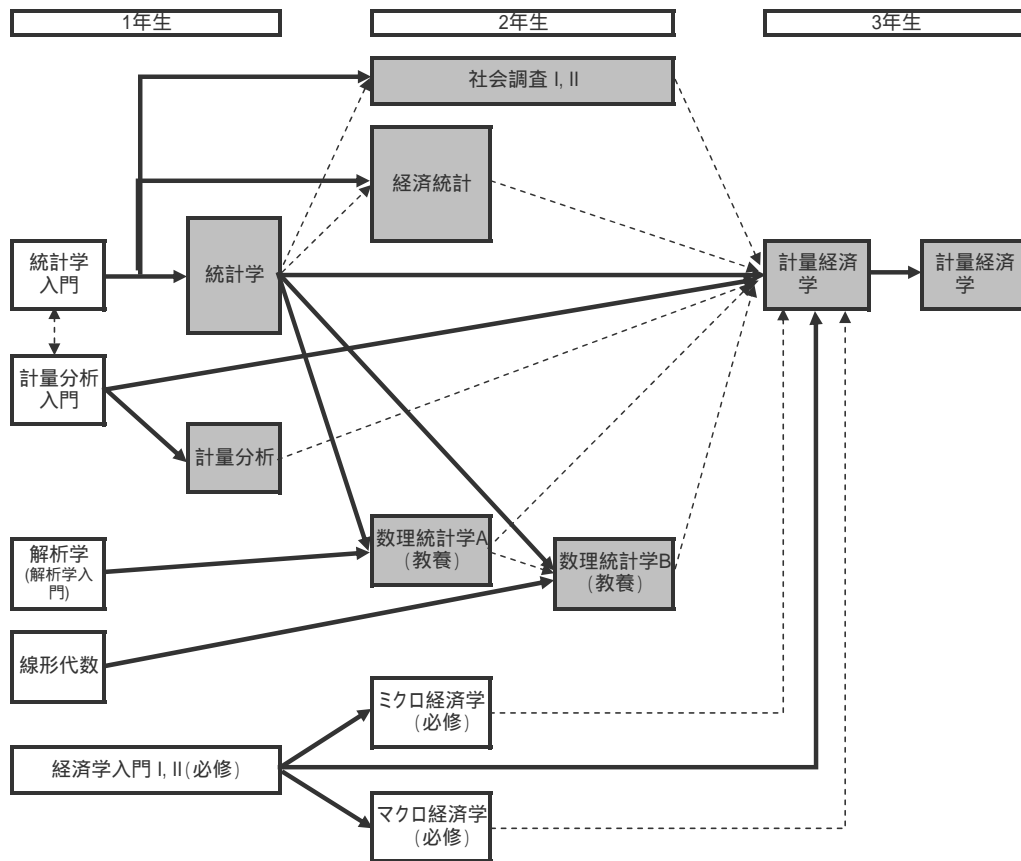 1年生
2年生
3年生
社会調査 I, II
経済統計
統計学
入門
統計学
計量経済
学
計量経済
学
計量分析
入門
計量分析
解析学
(解析学入
門)
数理統計学A
(教養)
数理統計学B
(教養)
線形代数
ミクロ経済学
(必修)
経済学入門 I, II(必修)
マクロ経済学
(必修)